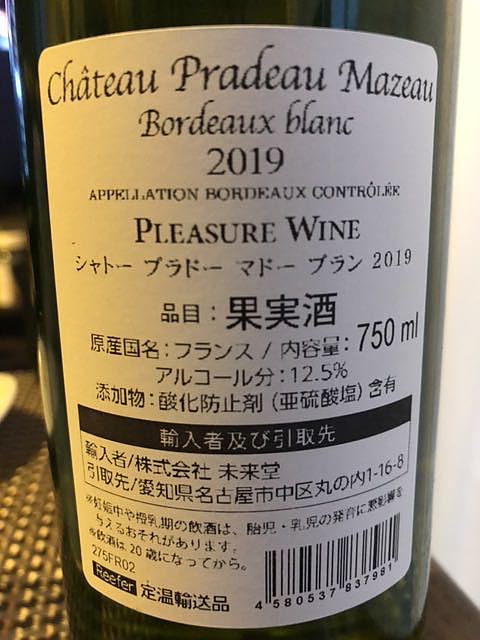 Château Pradeau Mazeau
Bordeaux blanc
2019
APPELLATION BORDEAUX CONTRÔLÉE
PLEASURE WINE
シャトー プラドー マドー ブラン 2019
品目：果実酒
原産国名：フランス / 内容量：750 ml
アルコール分：12.5%
添加物：酸化防止剤（亜硫酸塩）含有
輸入者及び引取先
輸入者/株式会社 未来堂
引取先/愛知県名古屋市中区丸の内1-16-8
※妊娠中や授乳期の飲酒は、胎児・乳児の発育に悪影響を
与えるおそれがあります。
※飲酒は20歳になってから。
275FR02
Reefer 定温輸送品
4 580537 837981